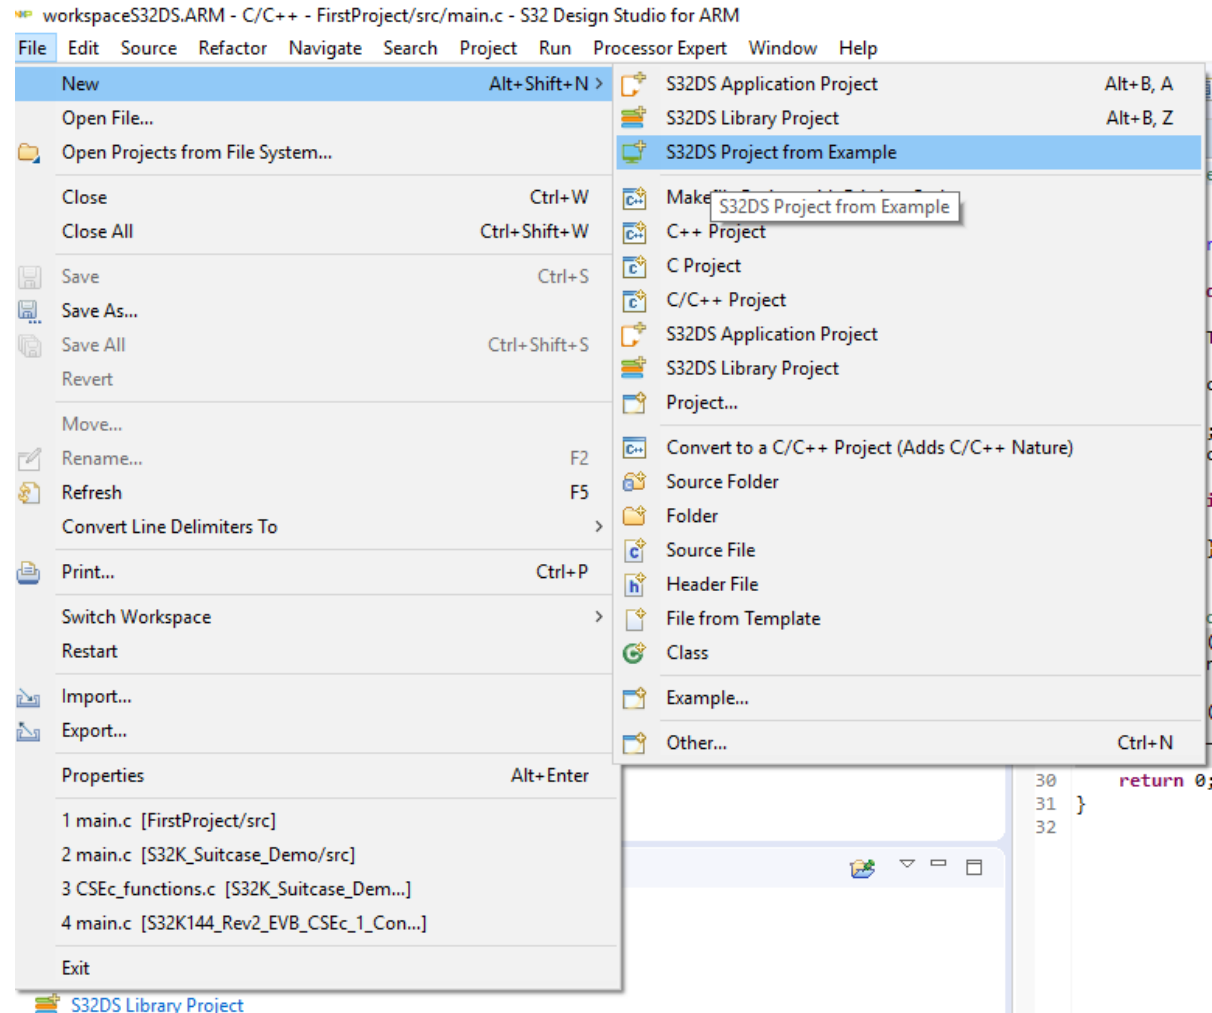 workspaceS32DS.ARM - C/C++ - FirstProject/src/main.c - S32 Design Studio for ARM
File Edit Source Refactor Navigate Search Project Run Processor Expert Window Help
New Alt+Shift+N >
Open File...
Open Projects from File System...
Close Ctrl+W
Close All Ctrl+Shift+W
Save Ctrl+S
Save As...
Save All Ctrl+Shift+S
Revert
Move...
Rename... F2
Refresh F5
Convert Line Delimiters To >
Print... Ctrl+P
Switch Workspace >
Restart
Import...
Export...
Properties Alt+Enter
1 main.c [FirstProject/src]
2 main.c [S32K_Suitcase_Demo/src]
3 CSEc_functions.c [S32K_Suitcase_Dem...]
4 main.c [S32K144_Rev2_EVB_CSEc_1_Con...]
Exit
S32DS Application Project Alt+B, A
S32DS Library Project Alt+B, Z
S32DS Project from Example
S32DS Project from Example
C++ Project
C Project
C/C++ Project
S32DS Application Project
S32DS Library Project
Project...
Convert to a C/C++ Project (Adds C/C++ Nature)
Source Folder
Folder
Source File
Header File
File from Template
Class
Example...
Other... Ctrl+N
30 return 0;
31 }
32
S32DS Library Project